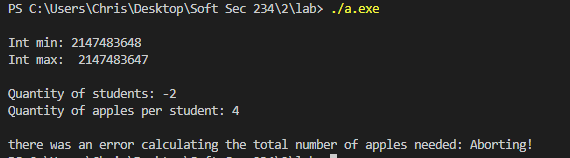 PS C:\Users\Chris\Desktop\Soft Sec 234\2\lab> ./a.exe
Int min: 2147483648
Int max:  2147483647
Quantity of students: -2
Quantity of apples per student: 4
there was an error calculating the total number of apples needed: Aborting!